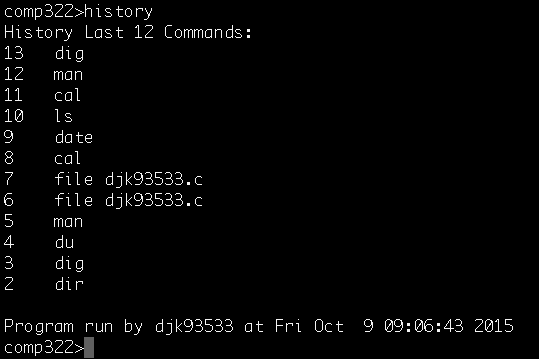 comp322>history
History Last 12 Commands:
13   dig
12   man
11   cal
10   ls
9    date
8    cal
7    file djk93533.c
6    file djk93533.c
5    man
4    du
3    dig
2    dir
Program run by djk93533 at Fri Oct  9 09:06:43 2015
comp322>